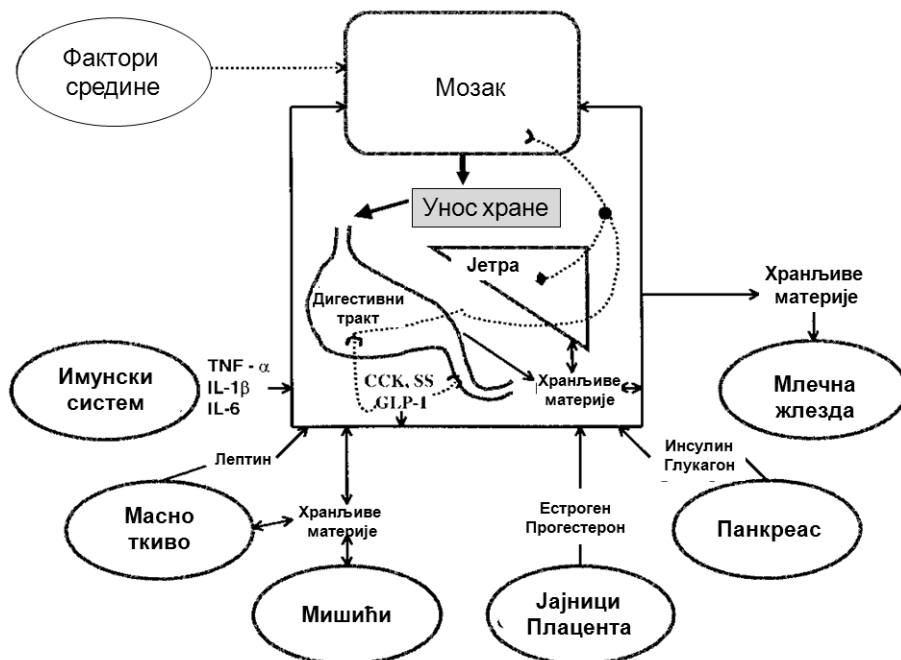 Фактори
средине
Мозак
Унос хране
Јетра
Дигестивни
тракт
Хранљиве
материје
Имунски
систем
TNF - α
IL-1β
IL-6
CCK, SS
GLP-1
Хранљиве
материје
Млечна
жлезда
Лептин
Инсулин
Глукагон
Масно
ткиво
Хранљиве
материје
Естроген
Прогестерон
Панкреас
Мишићи
Јајници
Плацента